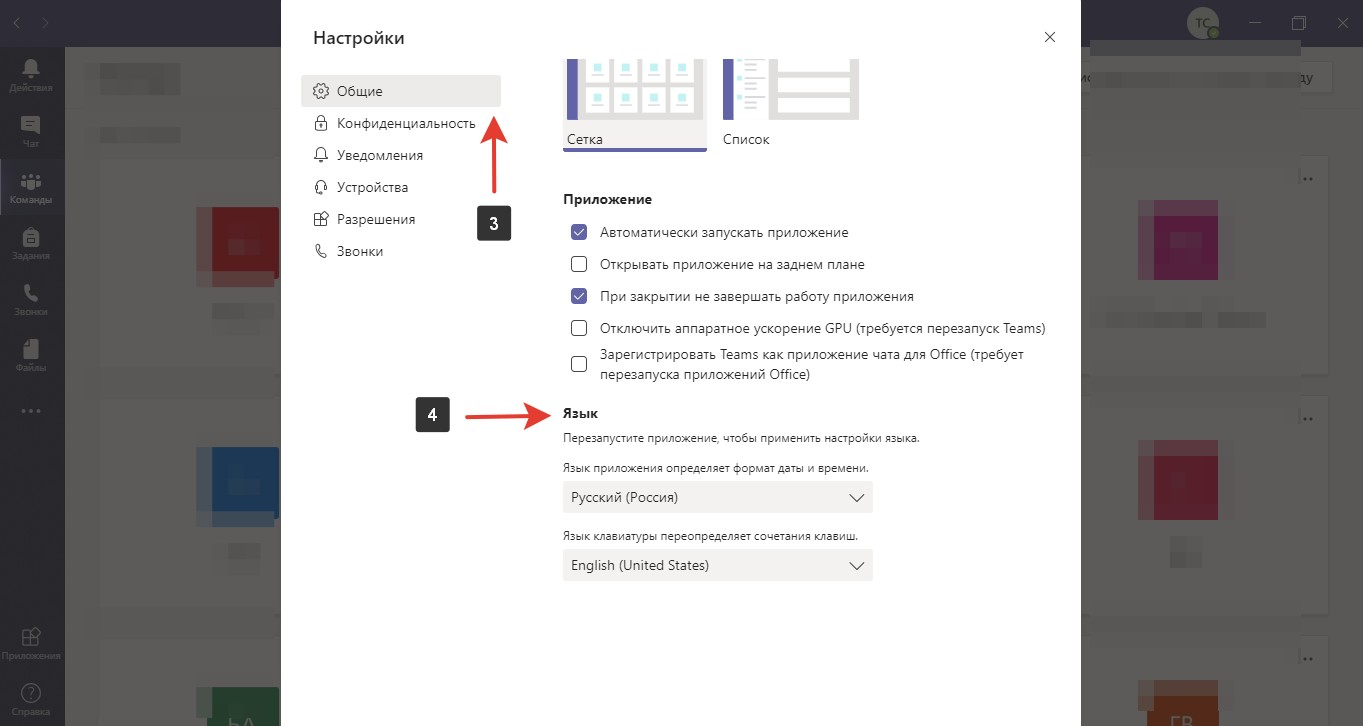 TC
Настройки
Действия
Чат
Команды
Задания
Звонки
Файлы
Приложения
Справка
Общие
Конфиденциальность
Уведомления
Устройства
Разрешения
Звонки
3
Сетка
Список
Приложение
Автоматически запускать приложение
Открывать приложение на заднем плане
При закрытии не завершать работу приложения
Отключить аппаратное ускорение GPU (требуется перезапуск Teams)
Зарегистрировать Teams как приложение чата для Office (требует
перезапуска приложений Office)
4
Язык
Перезапустите приложение, чтобы применить настройки языка.
Язык приложения определяет формат даты и времени.
Русский (Россия)
Язык клавиатуры переопределяет сочетания клавиш.
English (United States)
ГВ